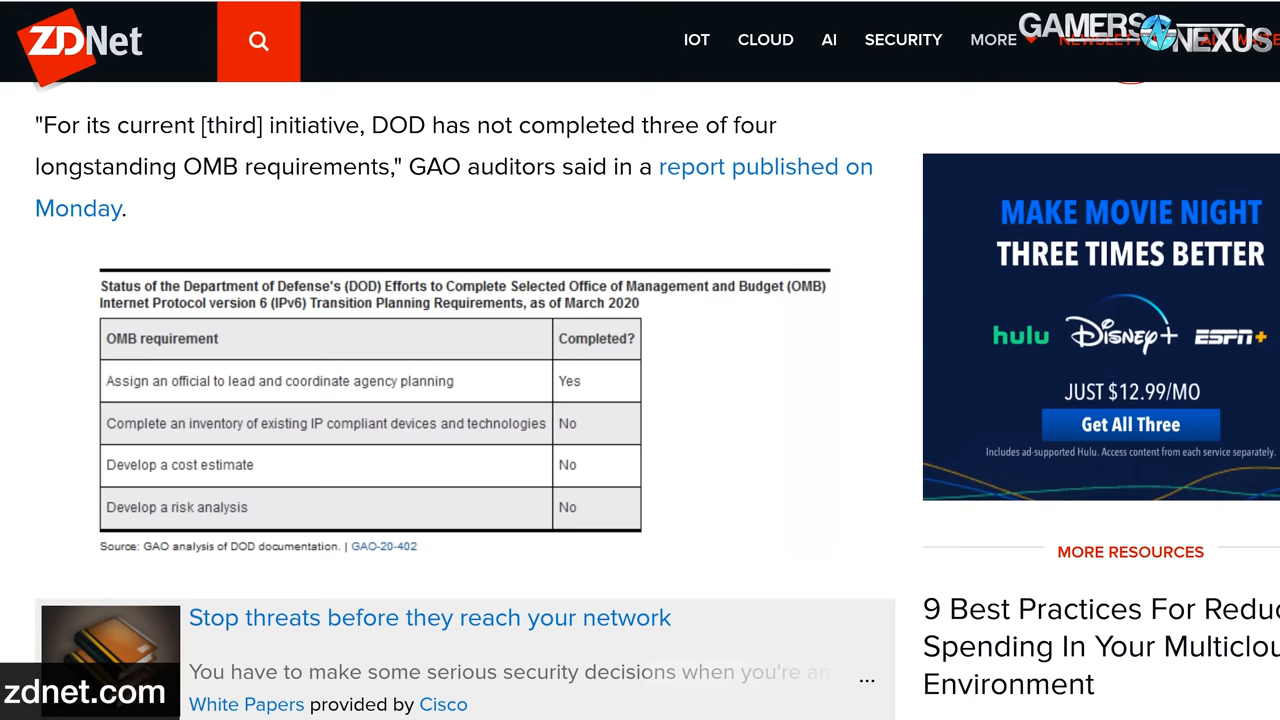 ZDNet
IOT CLOUD AI SECURITY MORE
GAMERS NEXUS
"For its current [third] initiative, DOD has not completed three of four
longstanding OMB requirements," GAO auditors said in a report published on
Monday.
Status of the Department of Defense's (DOD) Efforts to Complete Selected Office of Management and Budget (OMB)
Internet Protocol version 6 (IPv6) Transition Planning Requirements, as of March 2020
OMB requirement Completed?
Assign an official to lead and coordinate agency planning Yes
Complete an inventory of existing IP compliant devices and technologies No
Develop a cost estimate No
Develop a risk analysis No
Source: GAO analysis of DOD documentation. | GAO-20-402
MAKE MOVIE NIGHT
THREE TIMES BETTER
hulu Disney+ ESPN+
JUST $12.99/MO
Get All Three
Includes ad-supported Hulu. Access content from each service separately.
MORE RESOURCES
9 Best Practices For Reduc
Spending In Your Multiclou
Environment
Stop threats before they reach your network
You have to make some serious security decisions when you're an
...
White Papers provided by Cisco
zdnet.com